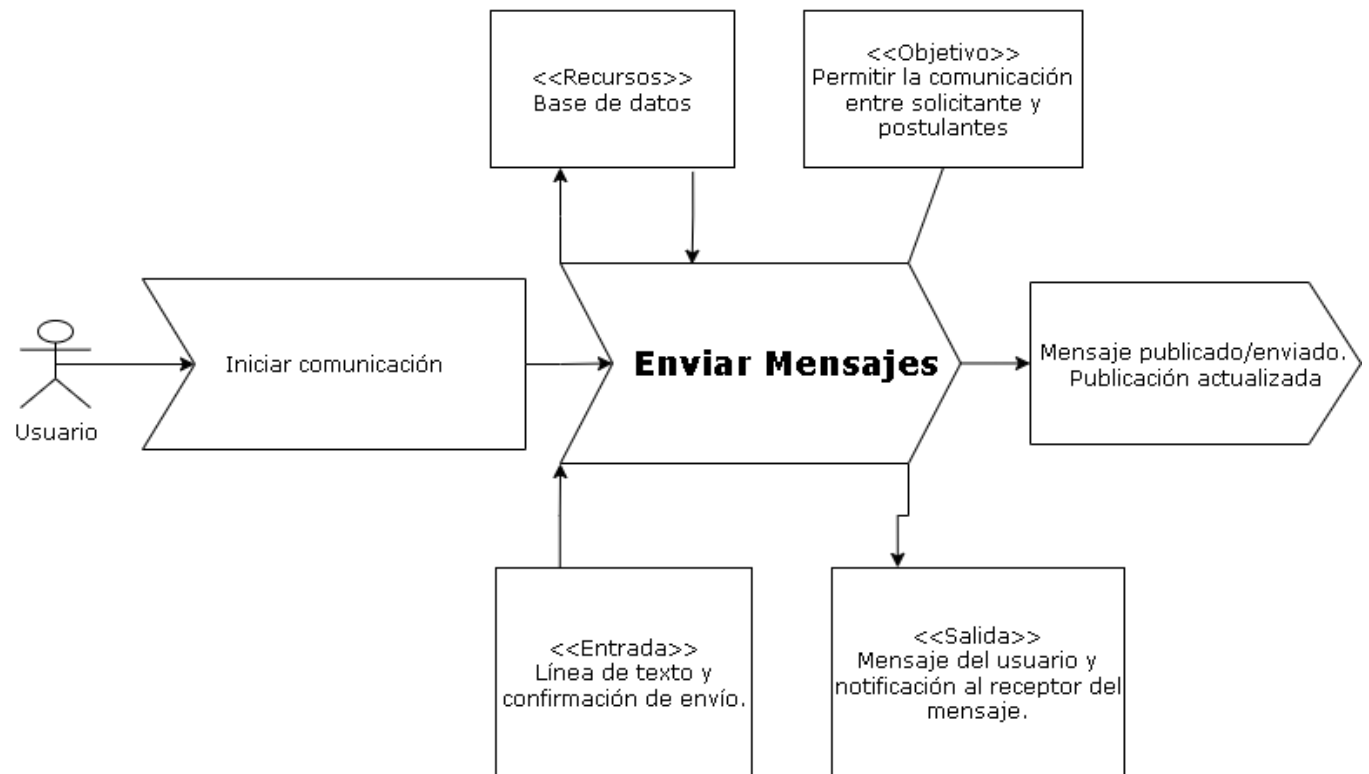 <<Recursos>>
Base de datos
<<Objetivo>>
Permitir la comunicación
entre solicitante y
postulantes
Usuario
Iniciar comunicación
Enviar Mensajes
Mensaje publicado/enviado.
Publicación actualizada
<<Entrada>>
Línea de texto y
confirmación de envío.
<<Salida>>
Mensaje del usuario y
notificación al receptor del
mensaje.